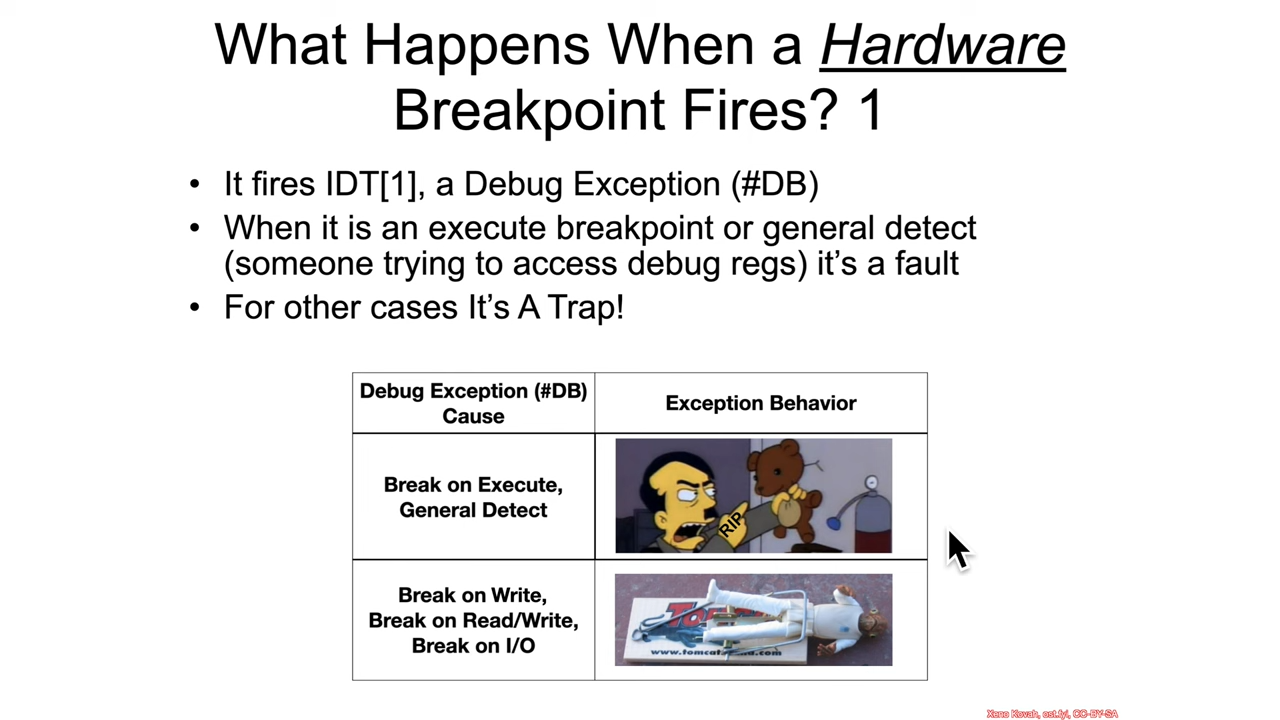 What Happens When a Hardware
Breakpoint Fires? 1
• It fires IDT[1], a Debug Exception (#DB)
• When it is an execute breakpoint or general detect
(someone trying to access debug regs) it’s a fault
• For other cases It’s A Trap!
Debug Exception (#DB)
Cause
Exception Behavior
Break on Execute,
General Detect
RIP
Break on Write,
Break on Read/Write,
Break on I/O
Xeno Kovah, ost.fyi, CC-BY-SA